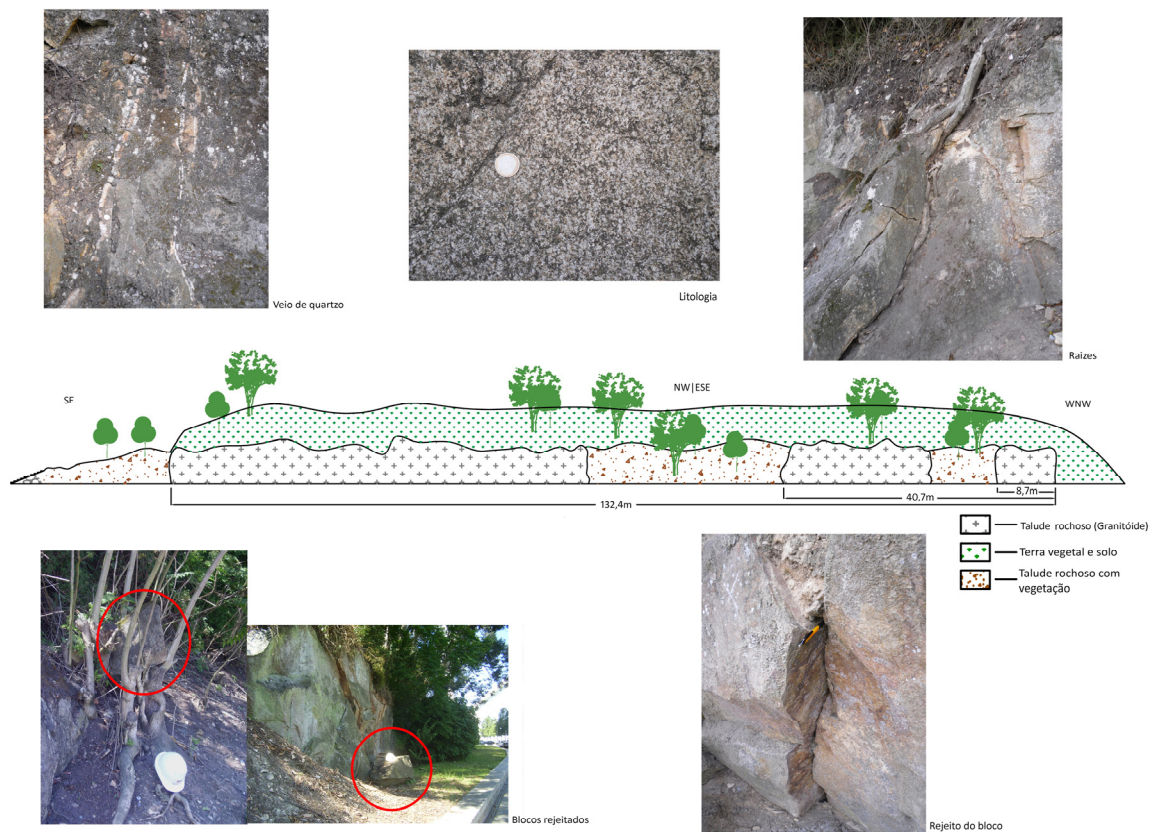 Veio de quartzo
Litologia
Raizes
SE
NW|ESE
WNW
132,4m
40,7m
8,7m
Talude rochoso (Granitóide)
Terra vegetal e solo
Talude rochoso com
vegetação
Blocos rejeitados
Rejeito do bloco